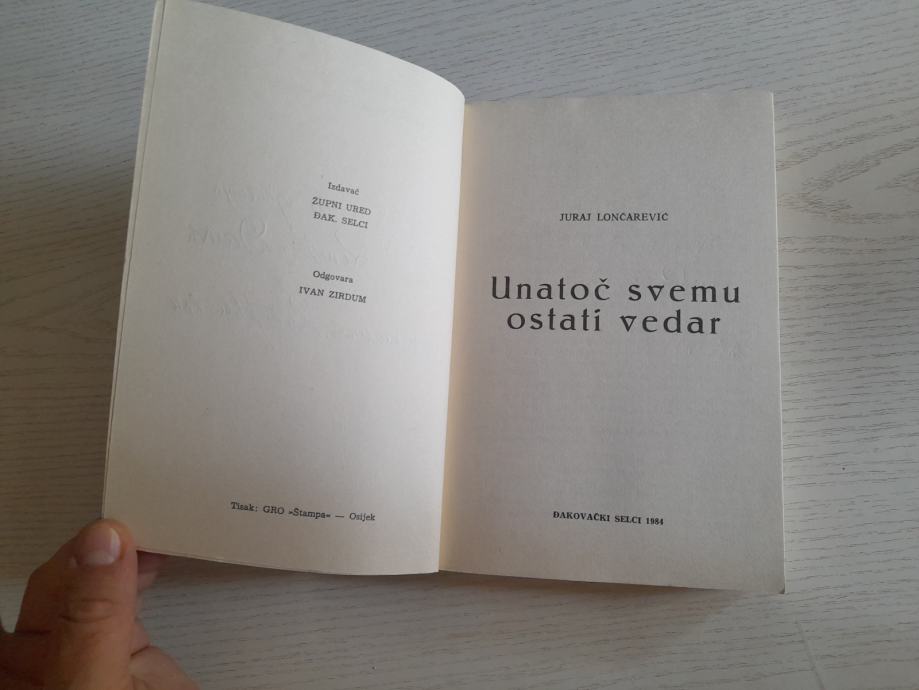 Izdavač
ŽUPNI URED
ĐAK. SELCI
Odgovara
IVAN ZIRDUM
Tisak: GRO »Štampa« — Osijek
JURAJ LONČAREVIĆ
Unatoč svemu
ostati vedar
ĐAKOVAČKI SELCI 1984